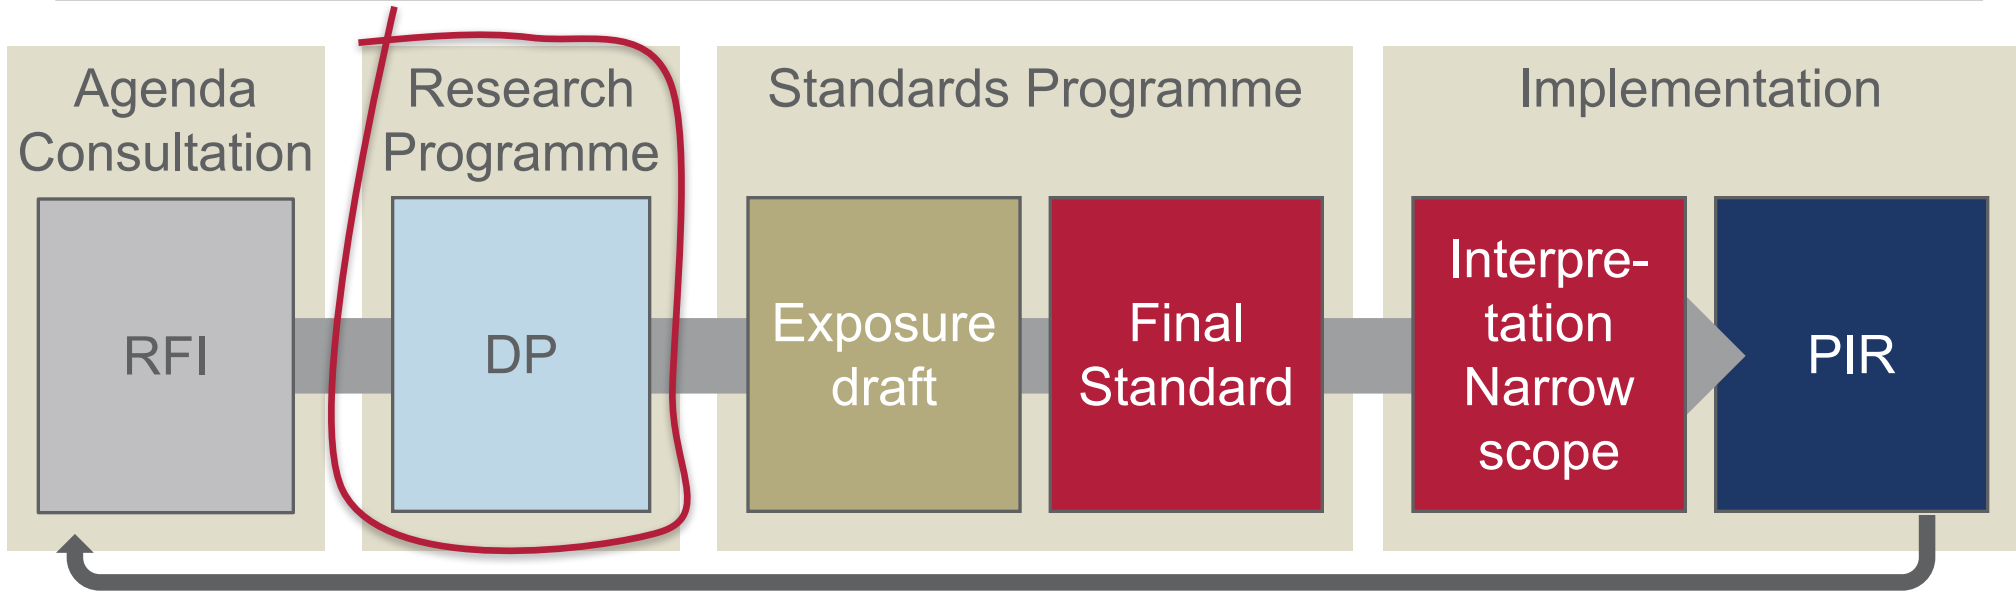 Agenda
Consultation
RFI
Research
Programme
DP
Standards Programme
Exposure
draft
Final
Standard
Implementation
Interpre-
tation
Narrow
scope
PIR